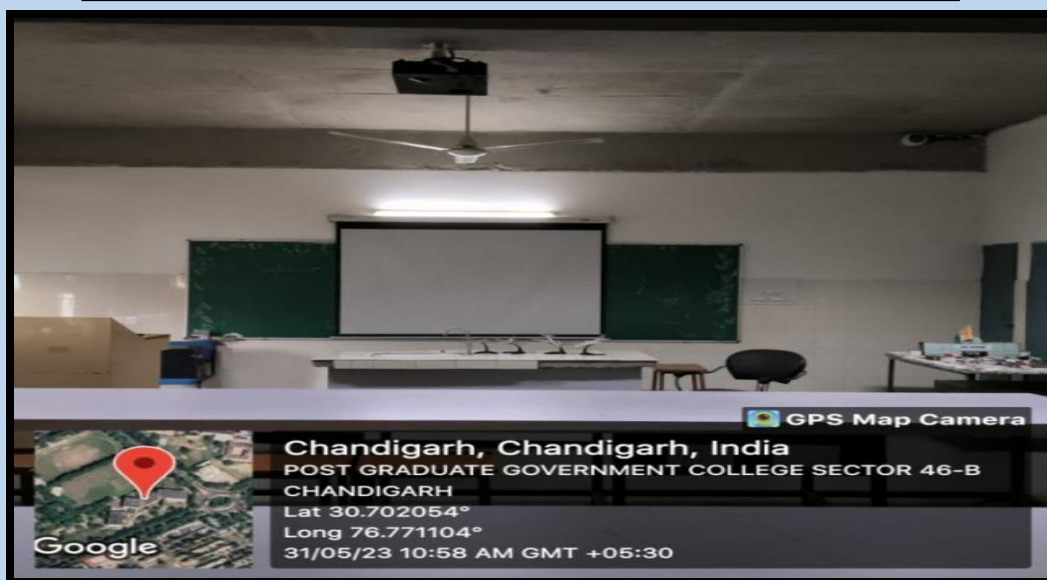 GPS Map Camera
Chandigarh, Chandigarh, India
POST GRADUATE GOVERNMENT COLLEGE SECTOR 46-B
CHANDIGARH
Lat 30.702054°
Long 76.771104°
31/05/23 10:58 AM GMT +05:30
Google